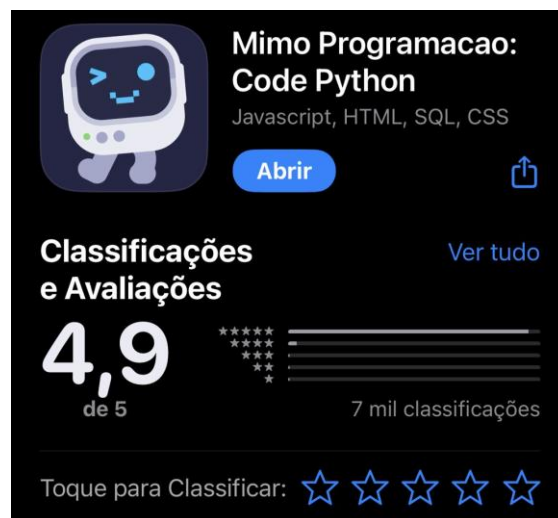 Mimo Programacao:
Code Python
Javascript, HTML, SQL, CSS
Abrir
Classificações
e Avaliações
Ver tudo
4,9
de 5
7 mil classificações
Toque para Classificar: